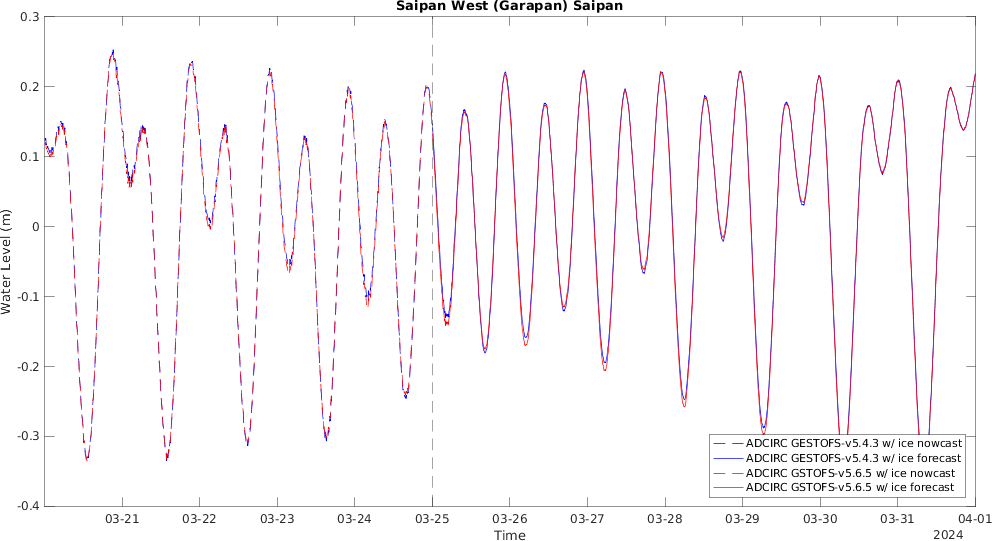 Saipan West (Garapan) Saipan
Water Level (m)
0.3
0.2
0.1
0
-0.1
-0.2
-0.3
-0.4
ADCIRC GESTOFS-v5.4.3 w/ ice nowcast
ADCIRC GESTOFS-v5.4.3 w/ ice forecast
ADCIRC GSTOFS-v5.6.5 w/ ice nowcast
ADCIRC GSTOFS-v5.6.5 w/ ice forecast
03-21 03-22 03-23 03-24 03-25 03-26 03-27 03-28 03-29 03-30 03-31 04-01
Time
2024